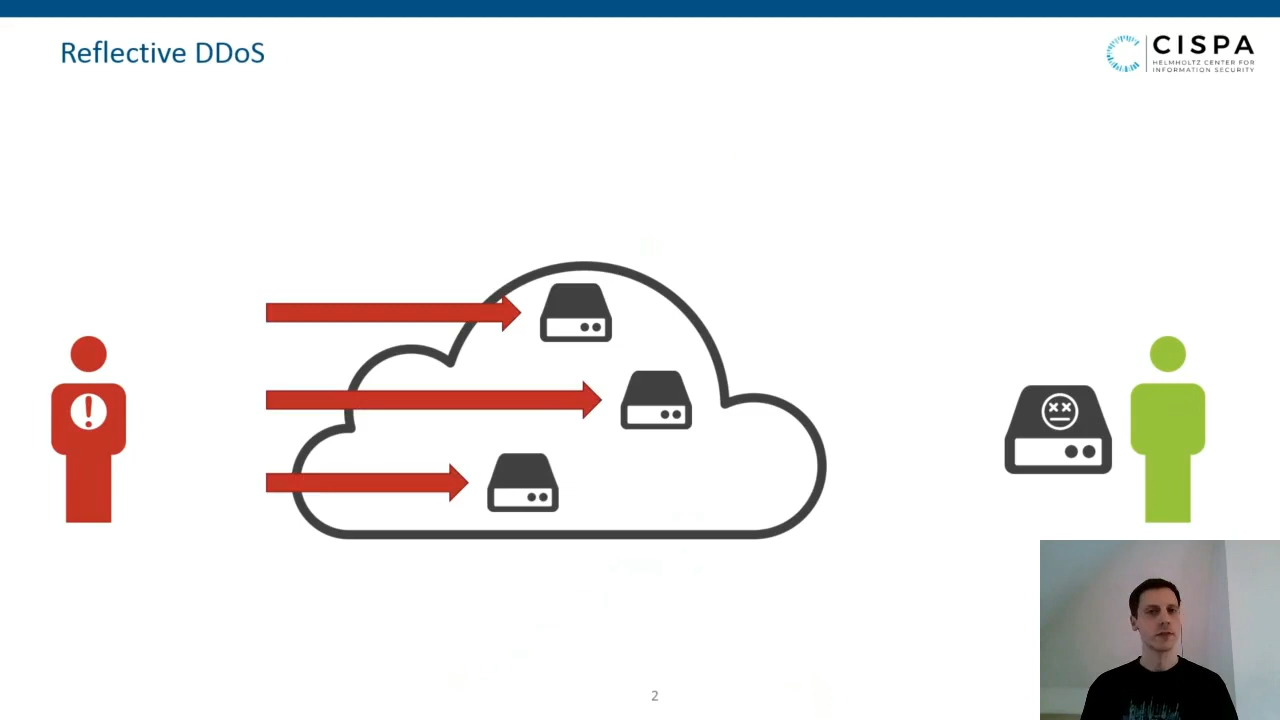 Reflective DDoS
CISPA
HELMHOLTZ CENTER FOR
INFORMATION SECURITY
!
2